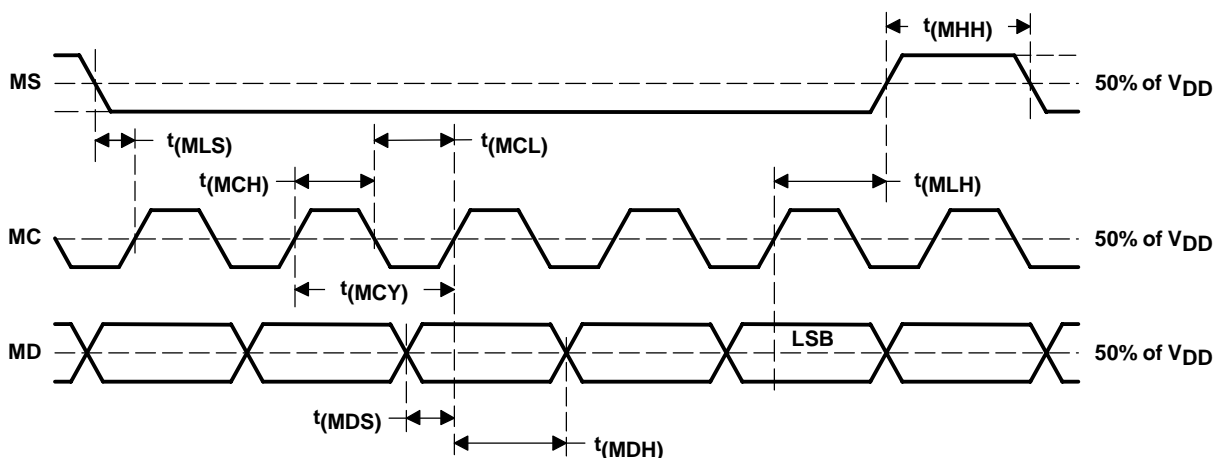 t(MHH)
MS
50% of VDD
t(MLS)
t(MCL)
t(MCH)
t(MLH)
MC
50% of VDD
t(MCY)
MD
LSB
50% of VDD
t(MDS)
t(MDH)